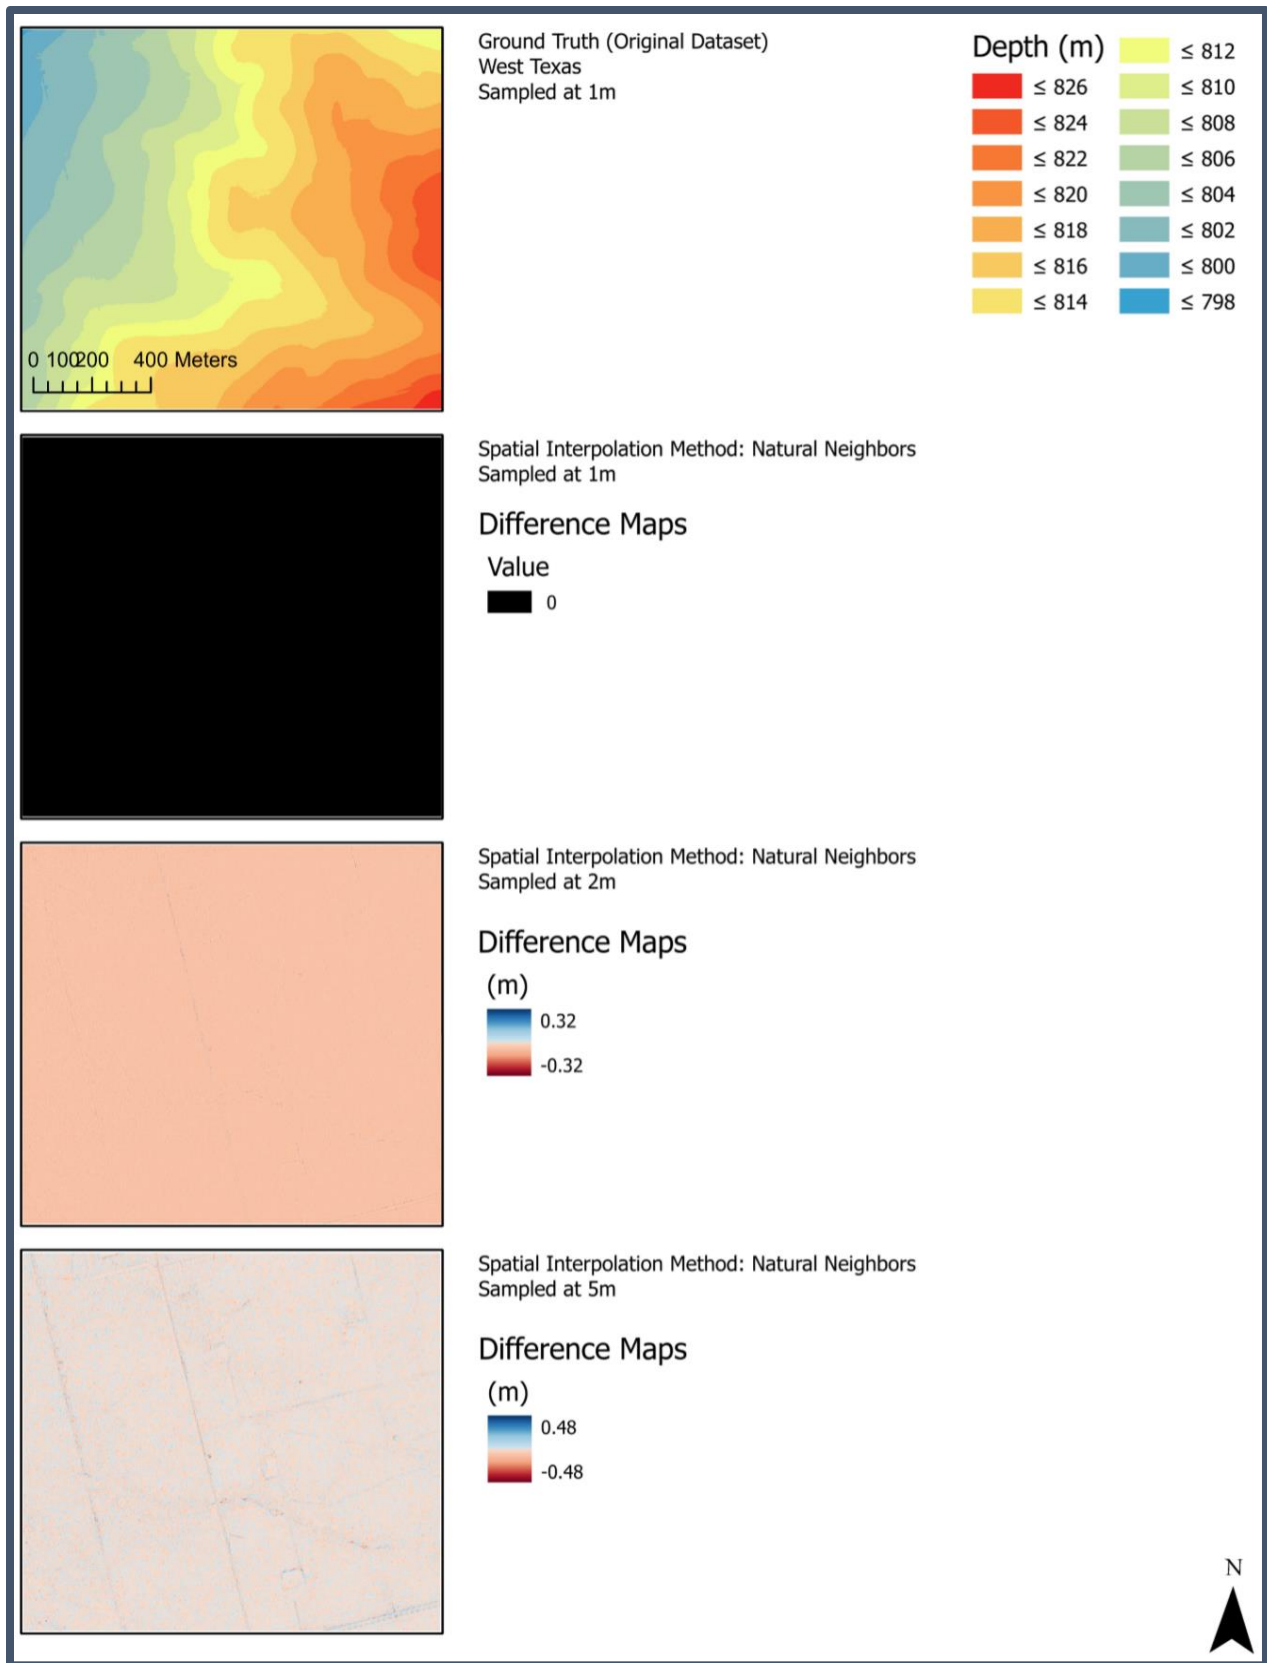 Ground Truth (Original Dataset)
West Texas
Sampled at 1m
Depth (m)
≤ 826
≤ 824
≤ 822
≤ 820
≤ 818
≤ 816
≤ 814
≤ 812
≤ 810
≤ 808
≤ 806
≤ 804
≤ 802
≤ 800
≤ 798
0 100200 400 Meters
Spatial Interpolation Method: Natural Neighbors
Sampled at 1m
Difference Maps
Value
0
Spatial Interpolation Method: Natural Neighbors
Sampled at 2m
Difference Maps
(m)
0.32
-0.32
Spatial Interpolation Method: Natural Neighbors
Sampled at 5m
Difference Maps
(m)
0.48
-0.48
N